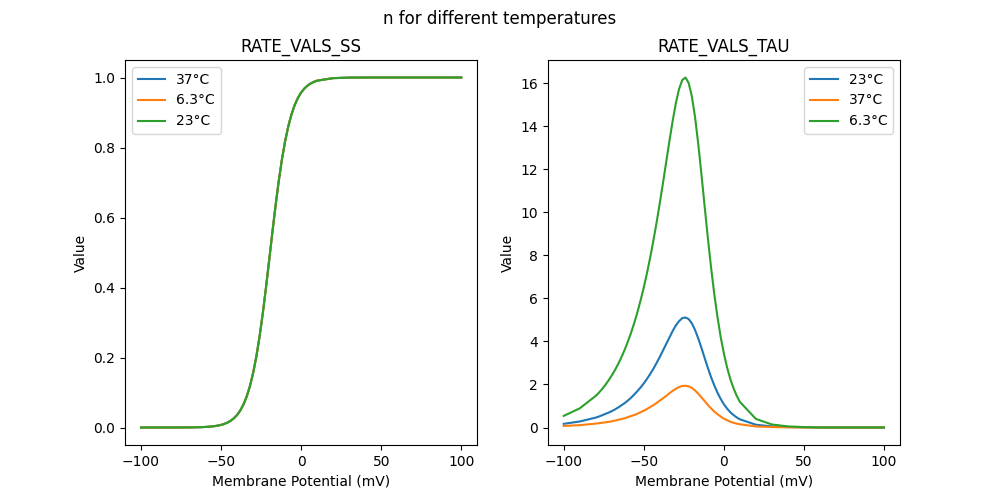 n for different temperatures
RATE_VALS_SS
1.0
0.8
0.6
0.4
0.2
0.0
Value
37°C
6.3°C
23°C
−100
−50
0
50
100
Membrane Potential (mV)
RATE_VALS_TAU
16
14
12
10
8
6
4
2
0
Value
23°C
37°C
6.3°C
−100
−50
0
50
100
Membrane Potential (mV)